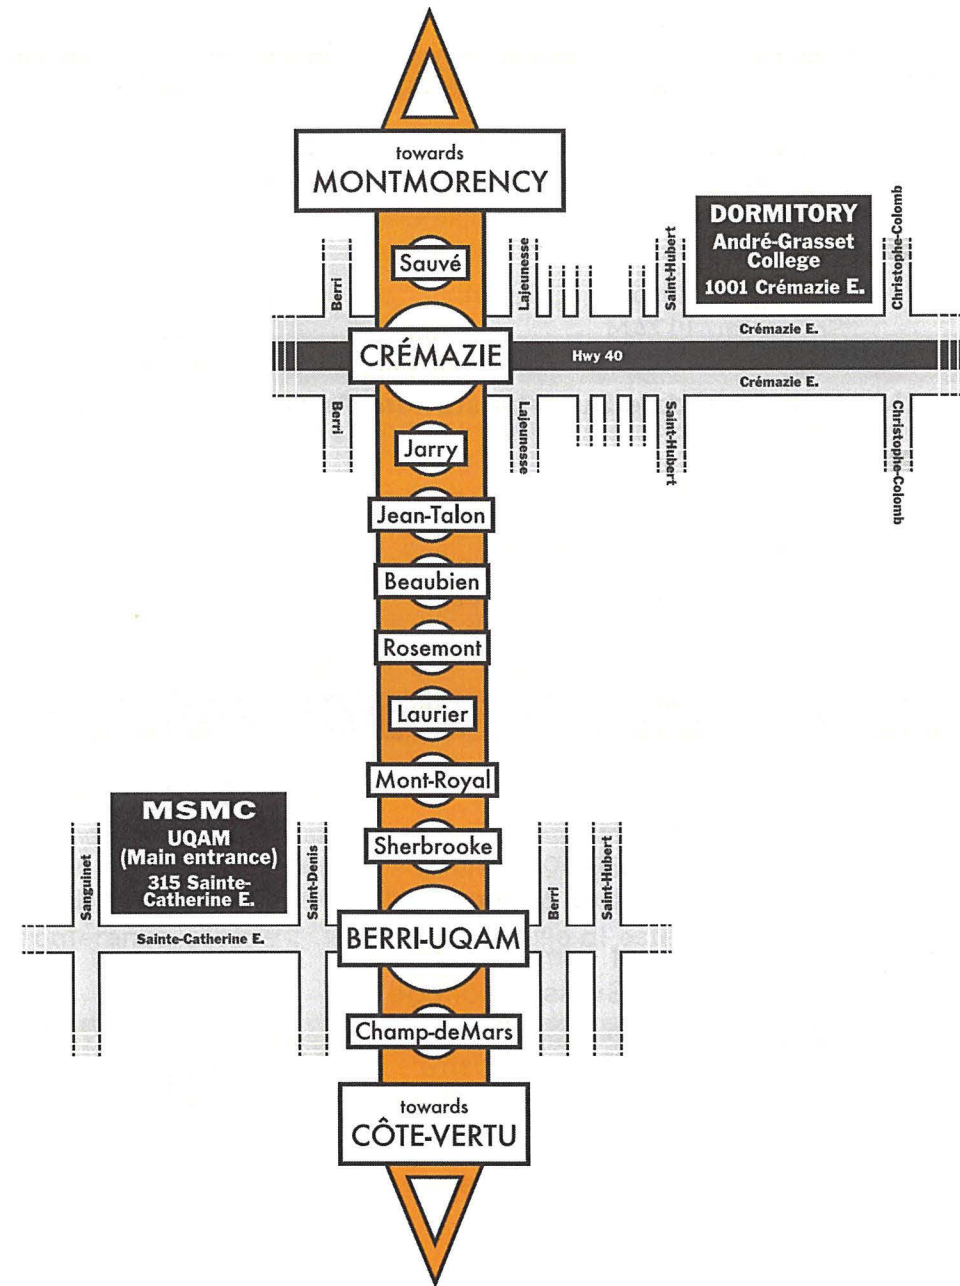 towards
MONTMORENCY
Sauvé
DORMITORY
André-Grasset
College
1001 Crémazie E.
Berri
Lajeunesse
Saint-Hubert
Christophe-Colomb
Crémazie E.
CRÉMAZIE
Hwy 40
Crémazie E.
Berri
Lajeunesse
Saint-Hubert
Christophe-Colomb
Jarry
Jean-Talon
Beaubien
Rosemont
Laurier
Mont-Royal
Sherbrooke
MSMC
UQAM
(Main entrance)
315 Sainte-
Catherine E.
Sanguinet
Saint-Denis
Berri
Saint-Hubert
Sainte-Catherine E.
BERRI-UQAM
Champ-deMars
towards
CÔTE-VERTU